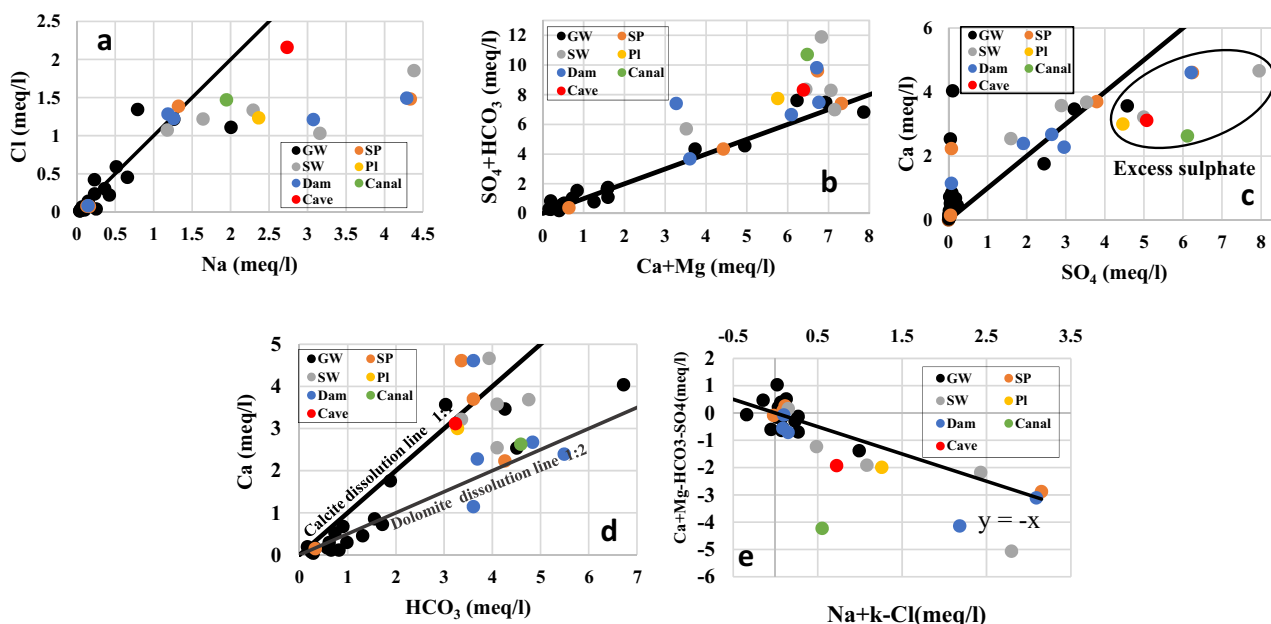 a
2.5
2
1.5
1
0.5
0
0 0.5 1 1.5 2 2.5 3 3.5 4 4.5
Cl (meq/l)
Na (meq/l)
GW SP
SW Pl
Dam Canal
Cave
b
12
10
8
6
4
2
0
0 1 2 3 4 5 6 7 8
SO₄+HCO₃ (meq/l)
Ca+Mg (meq/l)
GW SP
SW Pl
Dam Canal
Cave
c
6
4
2
0
0 1 2 3 4 5 6 7 8
Ca (meq/l)
SO₄ (meq/l)
GW SP
SW Pl
Dam Canal
Cave
Excess sulphate
d
5
4
3
2
1
0
0 1 2 3 4 5 6 7
Ca (meq/l)
HCO₃ (meq/l)
GW SP
SW Pl
Dam Canal
Cave
Calcite dissolution line 1:
Dolomite dissolution line 1:2
e
-0.5 0.5 1.5 2.5 3.5
2
1
0
-1
-2
-3
-4
-5
-6
Ca+Mg-HCO3-SO4(meq/l)
Na+k-Cl(meq/l)
GW SP
SW Pl
Dam Canal
Cave
y = -x